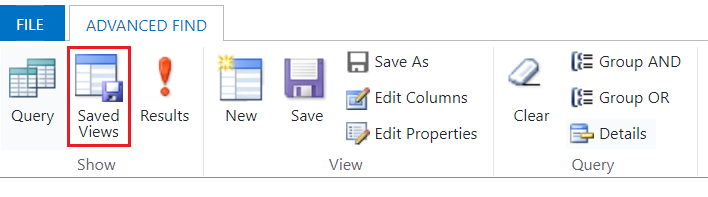 FILE
ADVANCED FIND
Query
Saved
Views
Results
New
Save
Save As
Edit Columns
Edit Properties
Clear
Group AND
Group OR
Details
Show
View
Query